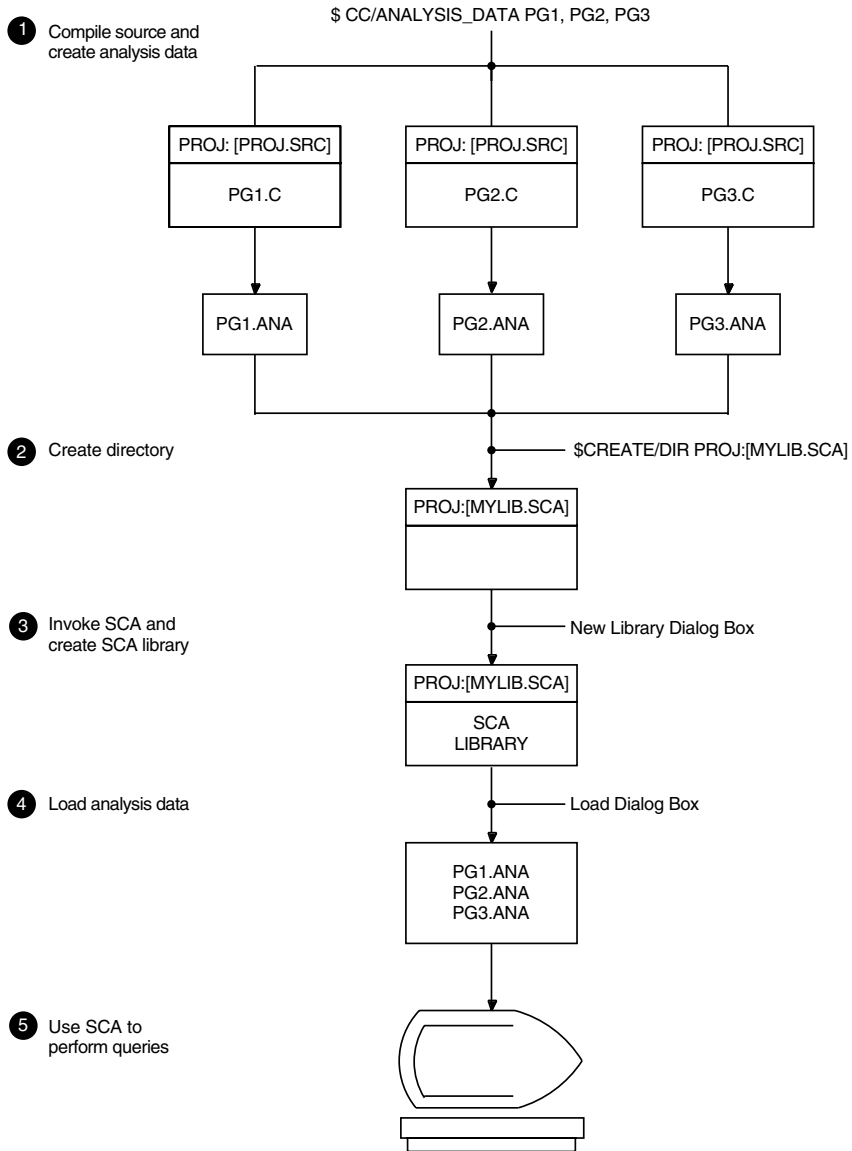 $ CC/ANALYSIS_DATA PG1, PG2, PG3
1 Compile source and
create analysis data
PROJ: [PROJ.SRC]
PG1.C
PROJ: [PROJ.SRC]
PG2.C
PROJ: [PROJ.SRC]
PG3.C
PG1.ANA
PG2.ANA
PG3.ANA
2 Create directory
$CREATE/DIR PROJ:[MYLIB.SCA]
PROJ:[MYLIB.SCA]
3 Invoke SCA and
create SCA library
New Library Dialog Box
PROJ:[MYLIB.SCA]
SCA
LIBRARY
4 Load analysis data
Load Dialog Box
PG1.ANA
PG2.ANA
PG3.ANA
5 Use SCA to
perform queries